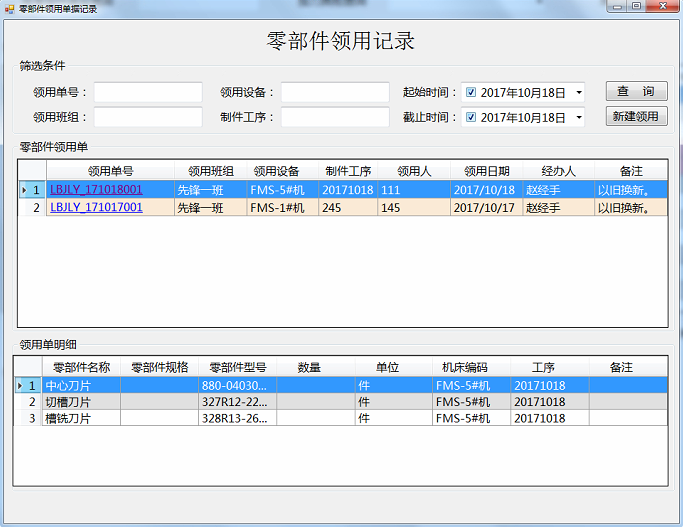 零部件领用单据记录
零部件领用记录
筛选条件
领用单号： 领用设备： 起始时间： 2017年10月18日 查 询
领用班组： 制件工序： 截止时间： 2017年10月18日 新建领用
零部件领用单
领用单号 领用班组 领用设备 制件工序 领用人 领用日期 经办人 备注
1 LBJLY_171018001 先锋一班 FMS-5#机 20171018 111 2017/10/18 赵经手 以旧换新。
2 LBJLY_171017001 先锋一班 FMS-1#机 245 145 2017/10/17 赵经手 以旧换新。
领用单明细
零部件名称 零部件规格 零部件型号 数量 单位 机床编码 工序 备注
1 中心刀片 880-04030... 件 FMS-5#机 20171018
2 切槽刀片 327R12-22... 件 FMS-5#机 20171018
3 槽铣刀片 328R13-26... 件 FMS-5#机 20171018